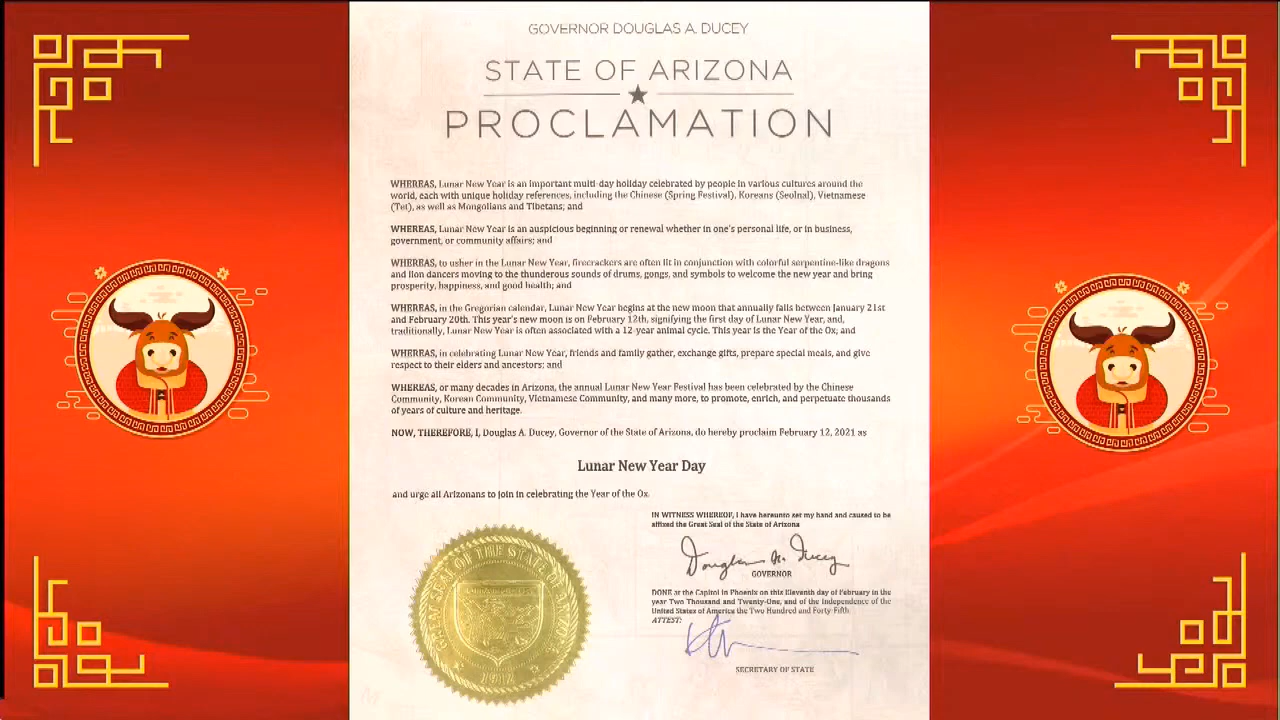 GOVERNOR DOUGLAS A. DUCEY
STATE OF ARIZONA
PROCLAMATION
WHEREAS, Lunar New Year is an important multi-day holiday celebrated by people in various cultures around the
world, each with unique holiday references, including the Chinese (Spring Festival), Koreans (Seolnal), Vietnamese
(Tet), as well as Mongolians and Tibetans; and
WHEREAS, Lunar New Year is an auspicious beginning or renewal whether in one's personal life, or in business,
government, or community affairs; and
WHEREAS, to usher in the Lunar New Year, firecrackers are often lit in conjunction with colorful serpentine-like dragons
and lion dancers moving to the thunderous sounds of drums, gongs, and symbols to welcome the new year and bring
prosperity, happiness, and good health; and
WHEREAS, in the Gregorian calendar, Lunar New Year begins at the new moon that annually falls between January 21st
and February 20th. This year's new moon is on February 12th, signifying the first day of Lunar New Year, and,
traditionally, Lunar New Year is often associated with a 12-year animal cycle. This year is the Year of the Ox; and
WHEREAS, in celebrating Lunar New Year, friends and family gather, exchange gifts, prepare special meals, and give
respect to their elders and ancestors; and
WHEREAS, or many decades in Arizona, the annual Lunar New Year Festival has been celebrated by the Chinese
Community, Korean Community, Vietnamese Community, and many more, to promote, enrich, and perpetuate thousands
of years of culture and heritage.
NOW, THEREFORE, I, Douglas A. Ducey, Governor of the State of Arizona, do hereby proclaim February 12, 2021 as
Lunar New Year Day
and urge all Arizonans to join in celebrating the Year of the Ox.
IN WITNESS WHEREOF, I have hereunto set my hand and caused to be
affixed the Great Seal of the State of Arizona
Douglas A. Ducey
GOVERNOR
DONE at the Capitol in Phoenix on this Eleventh day of February in the
year Two Thousand and Twenty-One, and of the Independence of the
United States of America the Two Hundred and Forty-Fifth.
ATTEST:
SECRETARY OF STATE
GREAT SEAL OF THE STATE OF ARIZONA
1912